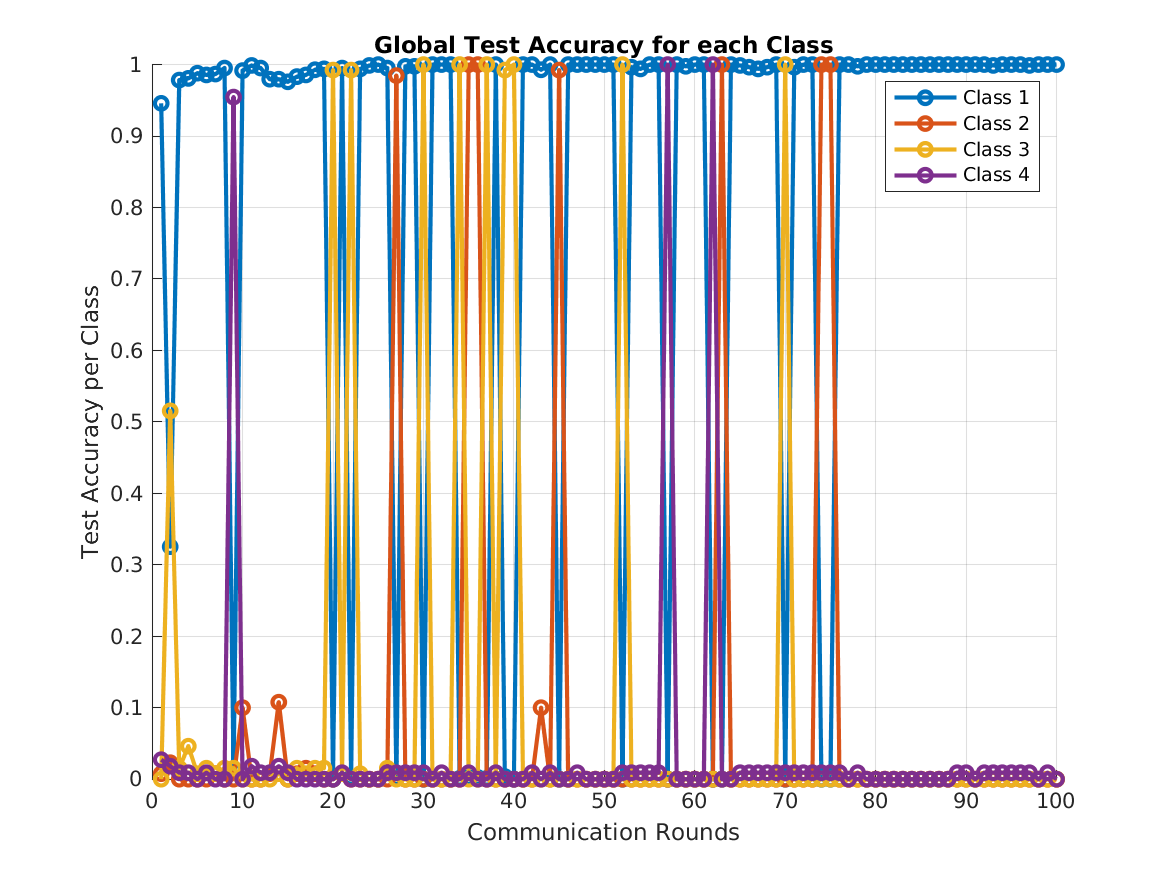 Global Test Accuracy for each Class
Test Accuracy per Class
1
0.9
0.8
0.7
0.6
0.5
0.4
0.3
0.2
0.1
0
Class 1
Class 2
Class 3
Class 4
0 10 20 30 40 50 60 70 80 90 100
Communication Rounds